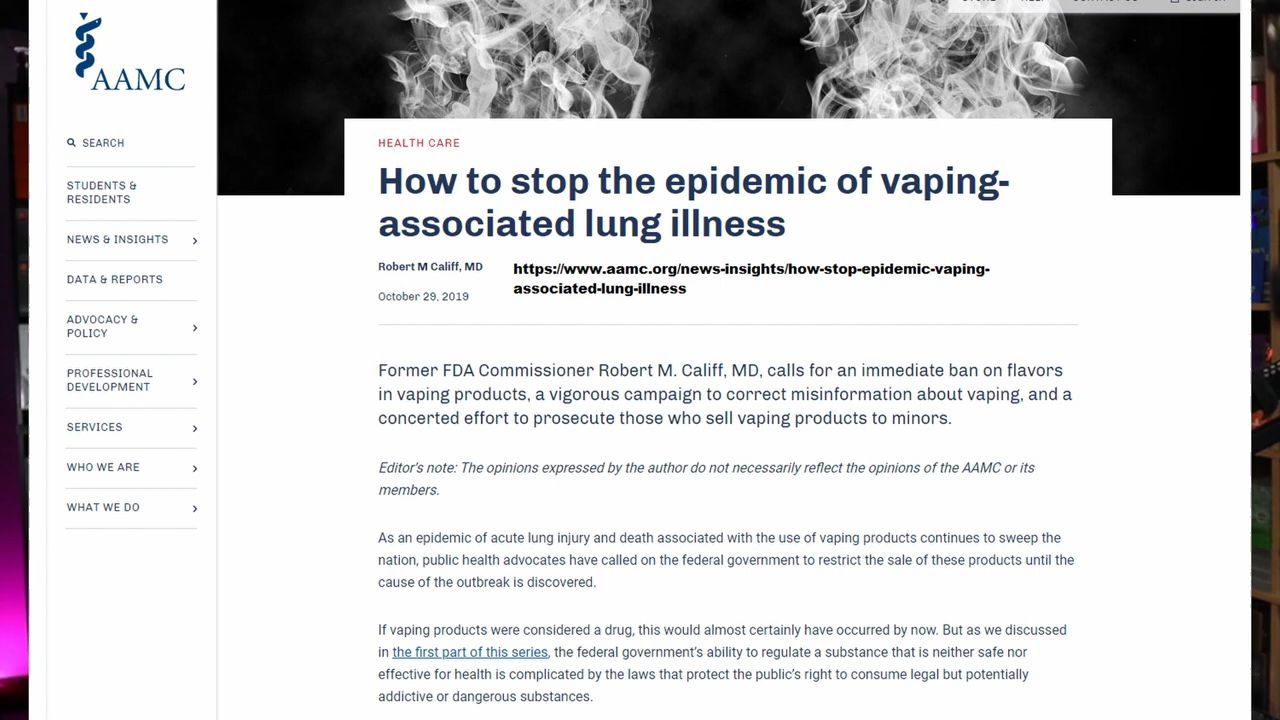 AAMC
SEARCH
STUDENTS &
RESIDENTS
NEWS & INSIGHTS
DATA & REPORTS
ADVOCACY &
POLICY
PROFESSIONAL
DEVELOPMENT
SERVICES
WHO WE ARE
WHAT WE DO
HEALTH CARE
How to stop the epidemic of vaping-
associated lung illness
Robert M Califf, MD
October 29, 2019
https://www.aamc.org/news-insights/how-stop-epidemic-vaping-
associated-lung-illness
Former FDA Commissioner Robert M. Califf, MD, calls for an immediate ban on flavors
in vaping products, a vigorous campaign to correct misinformation about vaping, and a
concerted effort to prosecute those who sell vaping products to minors.
Editor's note: The opinions expressed by the author do not necessarily reflect the opinions of the AAMC or its
members.
As an epidemic of acute lung injury and death associated with the use of vaping products continues to sweep the
nation, public health advocates have called on the federal government to restrict the sale of these products until the
cause of the outbreak is discovered.
If vaping products were considered a drug, this would almost certainly have occurred by now. But as we discussed
in the first part of this series, the federal government's ability to regulate a substance that is neither safe nor
effective for health is complicated by the laws that protect the public's right to consume legal but potentially
addictive or dangerous substances.